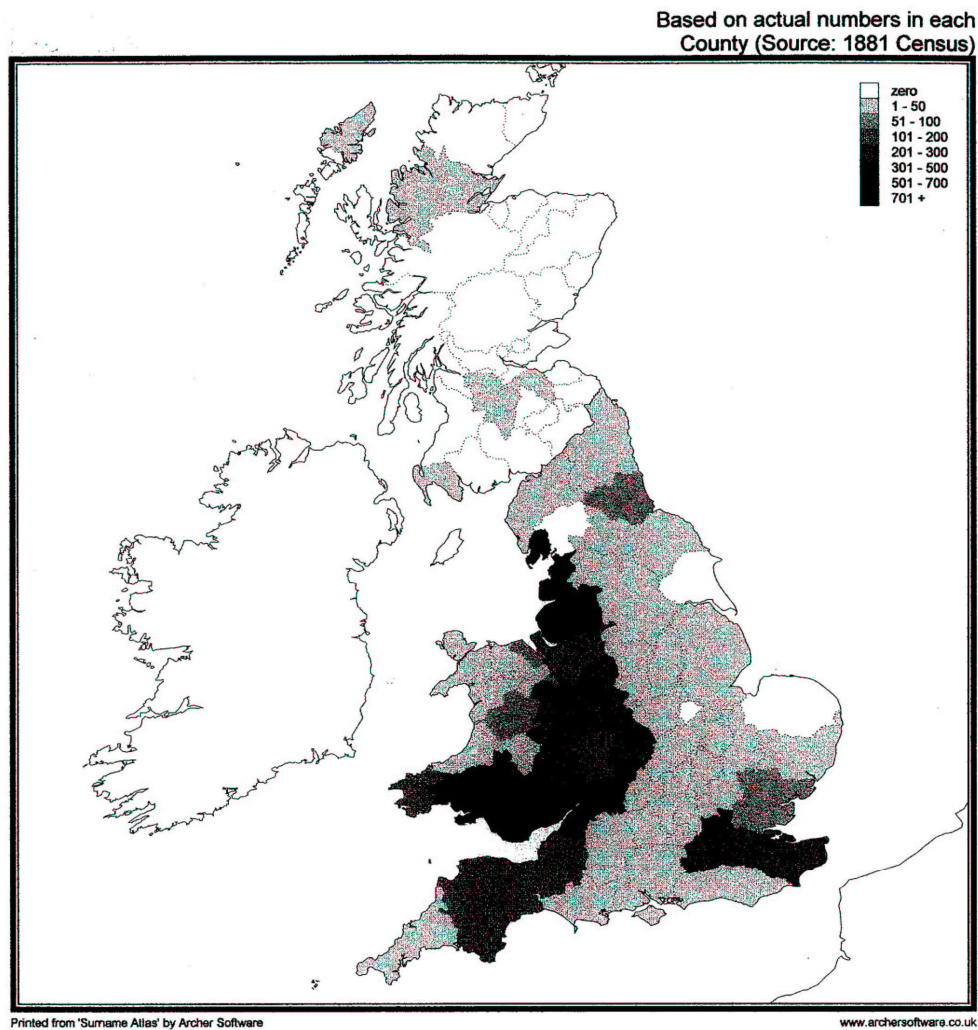 Based on actual numbers in each
County (Source: 1881 Census)
zero
1 - 50
51 - 100
101 - 200
201 - 300
301 - 500
501 - 700
701 +
Printed from 'Surname Atlas' by Archer Software
www.archersoftware.co.uk